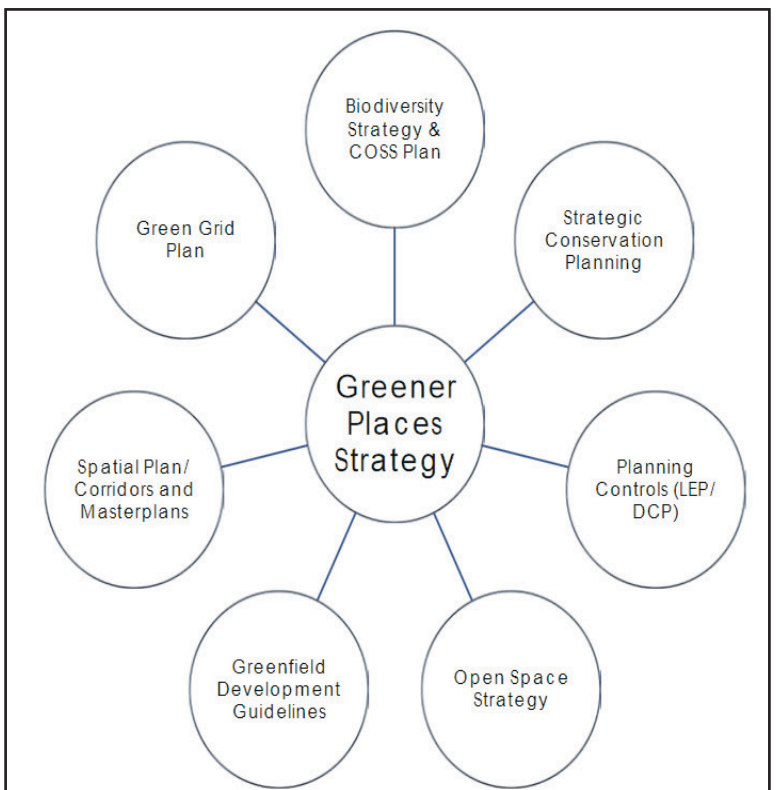 Biodiversity
Strategy &
COSS Plan
Green Grid
Plan
Strategic
Conservation
Planning
Greener
Places
Strategy
Spatial Plan/
Corridors and
Masterplans
Planning
Controls (LEP/
DCP)
Greenfield
Development
Guidelines
Open Space
Strategy